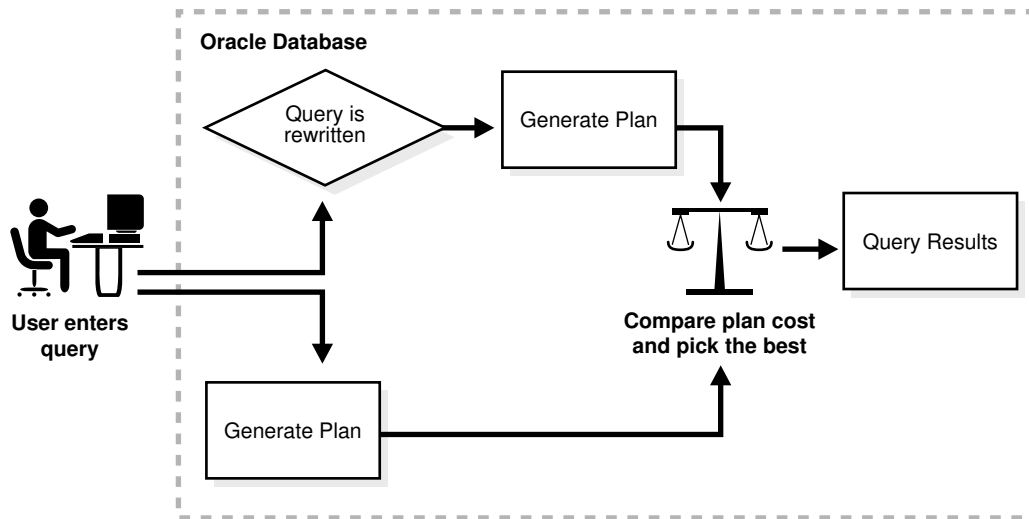 Oracle Database
Query is
rewritten
Generate Plan
Query Results
User enters
query
Compare plan cost
and pick the best
Generate Plan